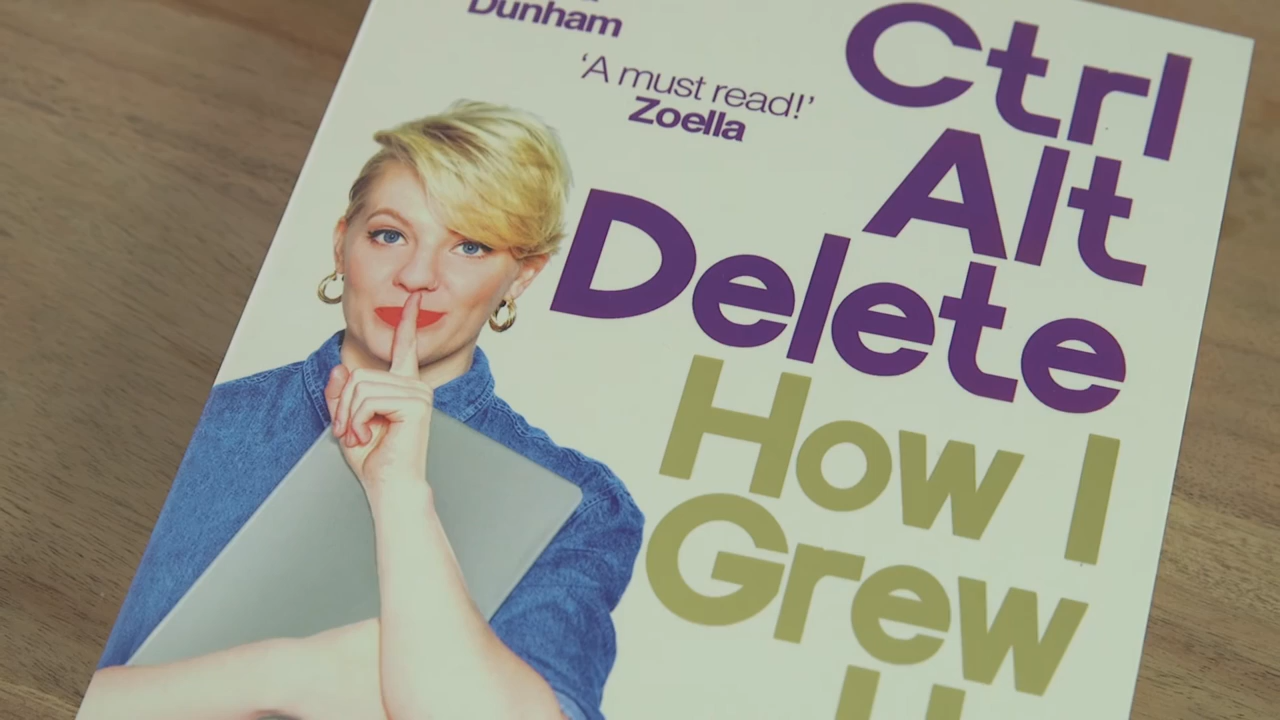 Dunham
‘A must read!’
Zoella
Ctrl
Alt
Delete
How I
Grew